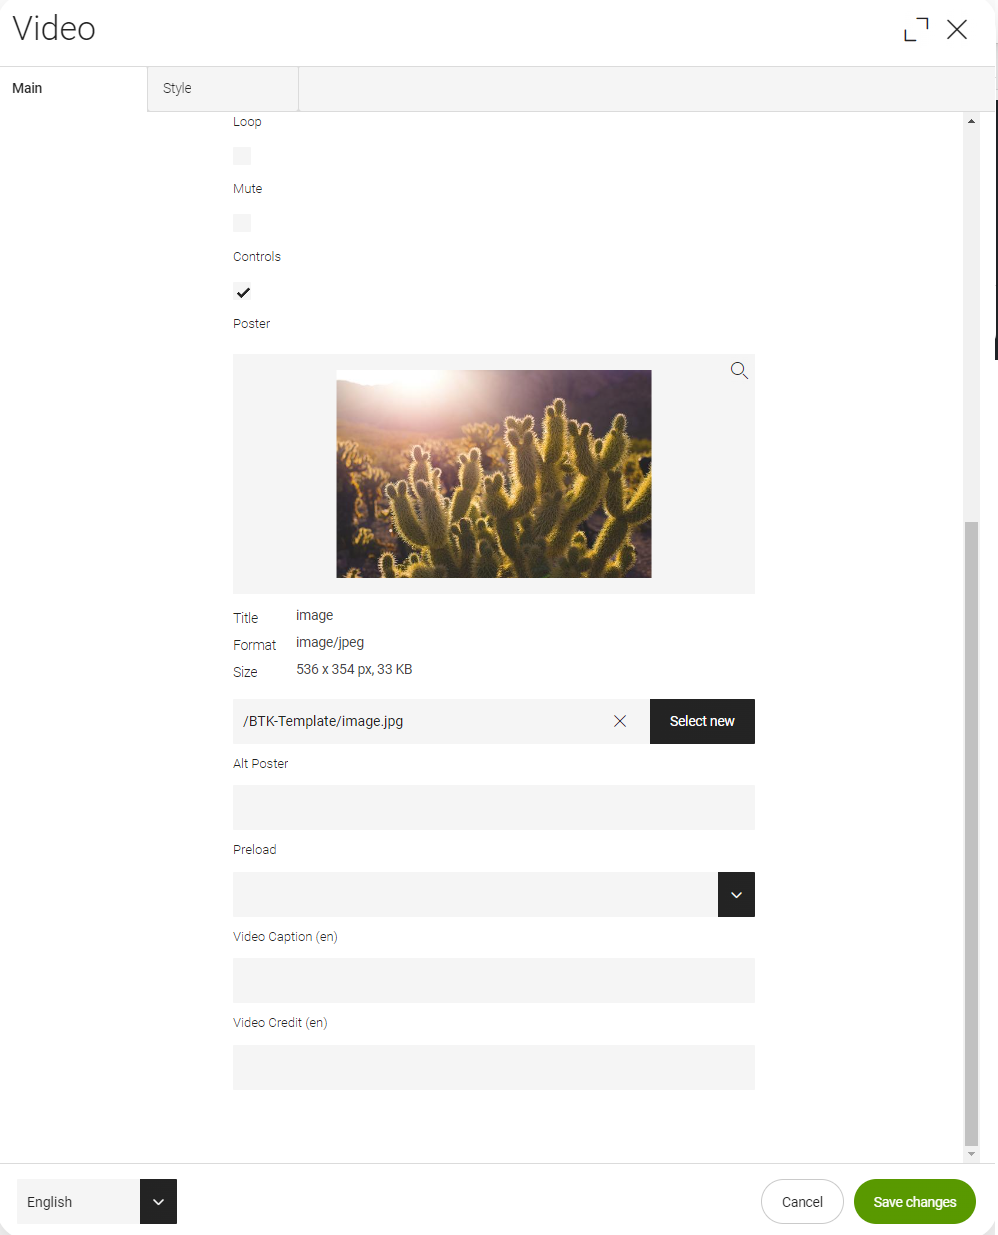 Video
Main
Style
Loop
Mute
Controls
Poster
Title image
Format image/jpeg
Size 536 x 354 px, 33 KB
/BTK-Template/image.jpg
Select new
Alt Poster
Preload
Video Caption (en)
Video Credit (en)
English
Cancel
Save changes